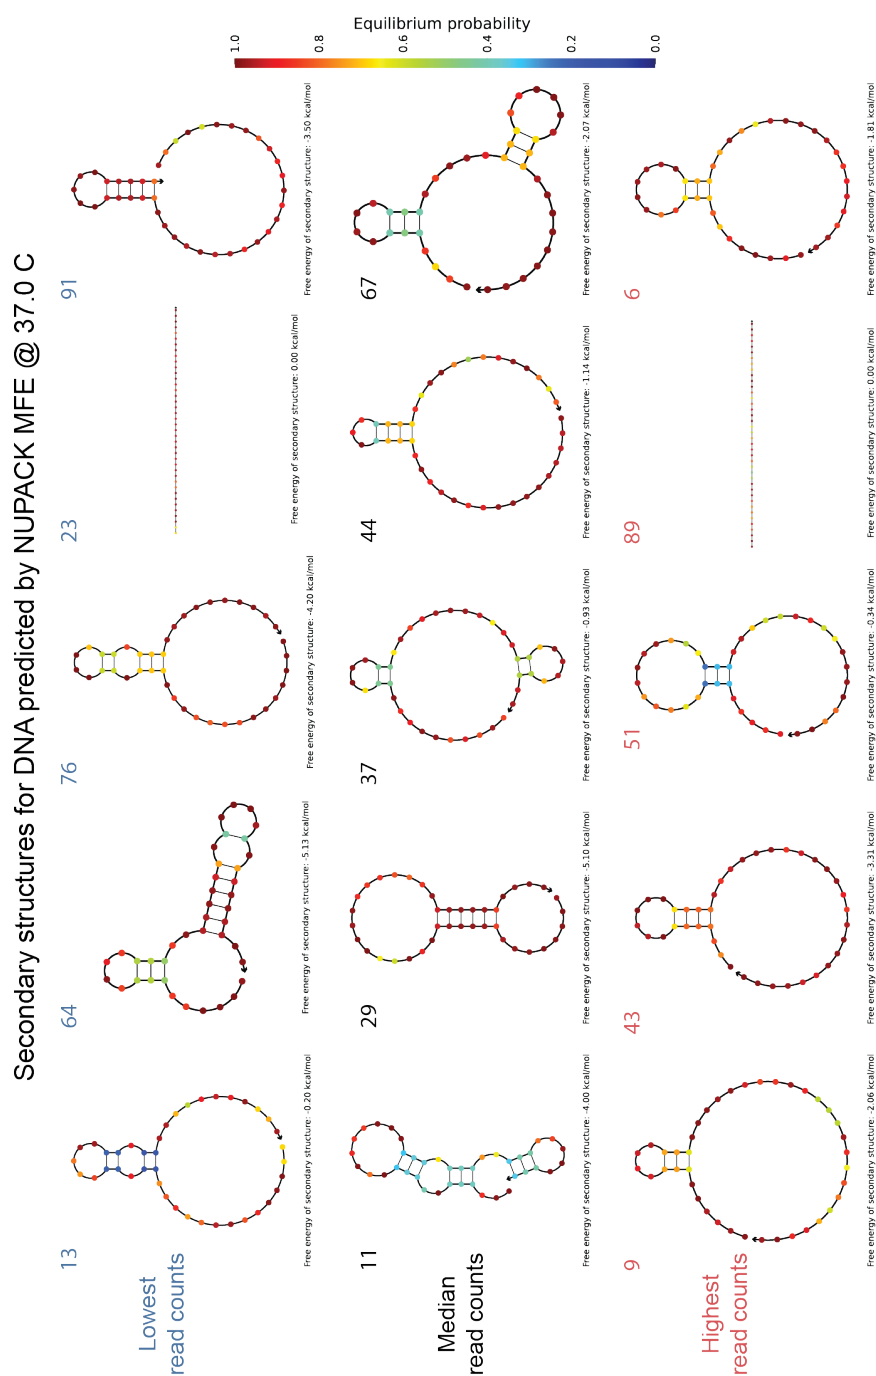 Secondary structures for DNA predicted by NUPACK MFE @ 37.0 C
Equilibrium probability
1.0
0.8
0.6
0.4
0.2
0.0
Lowest
read counts
13
Free energy of secondary structure: -0.20 kcal/mol
64
Free energy of secondary structure: -5.13 kcal/mol
76
Free energy of secondary structure: -4.20 kcal/mol
23
Free energy of secondary structure: 0.00 kcal/mol
91
Free energy of secondary structure: -3.50 kcal/mol
Median
read counts
11
Free energy of secondary structure: -4.00 kcal/mol
29
Free energy of secondary structure: -5.10 kcal/mol
37
Free energy of secondary structure: -0.93 kcal/mol
44
Free energy of secondary structure: -1.14 kcal/mol
67
Free energy of secondary structure: -2.07 kcal/mol
Highest
read counts
9
Free energy of secondary structure: -2.06 kcal/mol
43
Free energy of secondary structure: -3.31 kcal/mol
51
Free energy of secondary structure: -0.34 kcal/mol
89
Free energy of secondary structure: 0.00 kcal/mol
6
Free energy of secondary structure: -1.81 kcal/mol